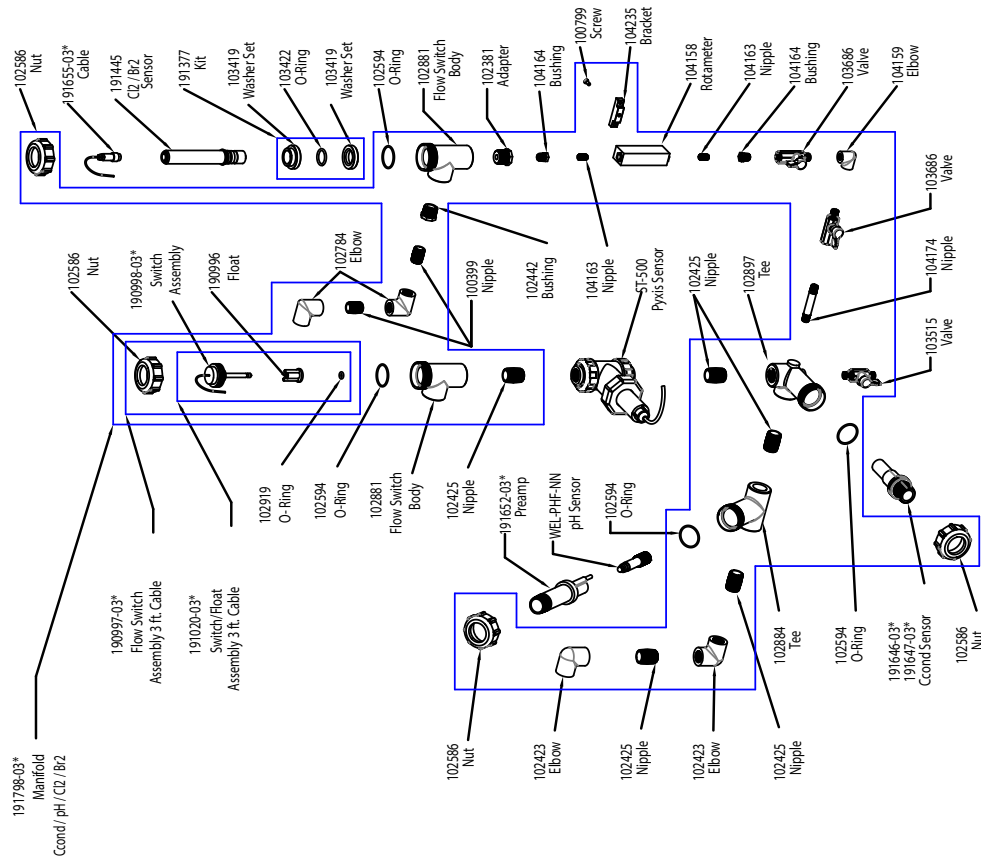 102586
Nut
191655-03*
Cable
191445
Cl2 / Br2
Sensor
191377
Kit
103419
Washer Set
103422
O-Ring
103419
Washer Set
102594
O-Ring
102881
Flow Switch
Body
102381
Adapter
104164
Bushing
100799
Screw
104235
Bracket
104158
Rotameter
104163
Nipple
104164
Bushing
103686
Valve
104159
Elbow
102586
Nut
190998-03*
Switch
Assembly
190996
Float
102784
Elbow
100399
Nipple
102442
Bushing
104163
Nipple
ST-500
Pyxis Sensor
102425
Nipple
102897
Tee
103686
Valve
104174
Nipple
103515
Valve
191798-03*
Manifold
Ccond / pH / Cl2 / Br2
190997-03*
Flow Switch
Assembly 3 ft. Cable
191020-03*
Switch/Float
Assembly 3 ft. Cable
102919
O- Ring
102594
O-Ring
102881
Flow Switch
Body
102425
Nipple
191652-03*
Preamp
WEL-PHF-NN
pH Sensor
102594
O-Ring
102586
Nut
102423
Elbow
102425
Nipple
102423
Elbow
102425
Nipple
102884
Tee
102594
O-Ring
191646-03*
191647-03*
Ccond Sensor
102586
Nut